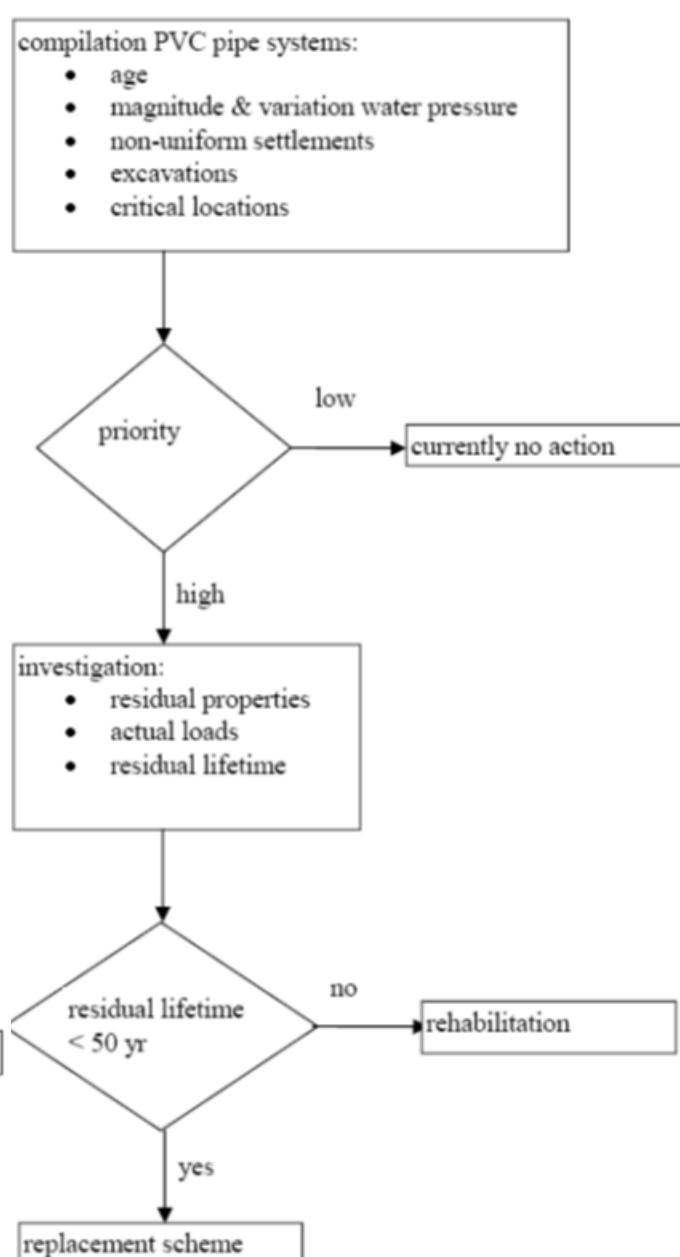 compilation PVC pipe systems:
• age
• magnitude & variation water pressure
• non-uniform settlements
• excavations
• critical locations
low
priority
currently no action
high
investigation:
• residual properties
• actual loads
• residual lifetime
no
residual lifetime
< 50 yr
rehabilitation
yes
replacement scheme